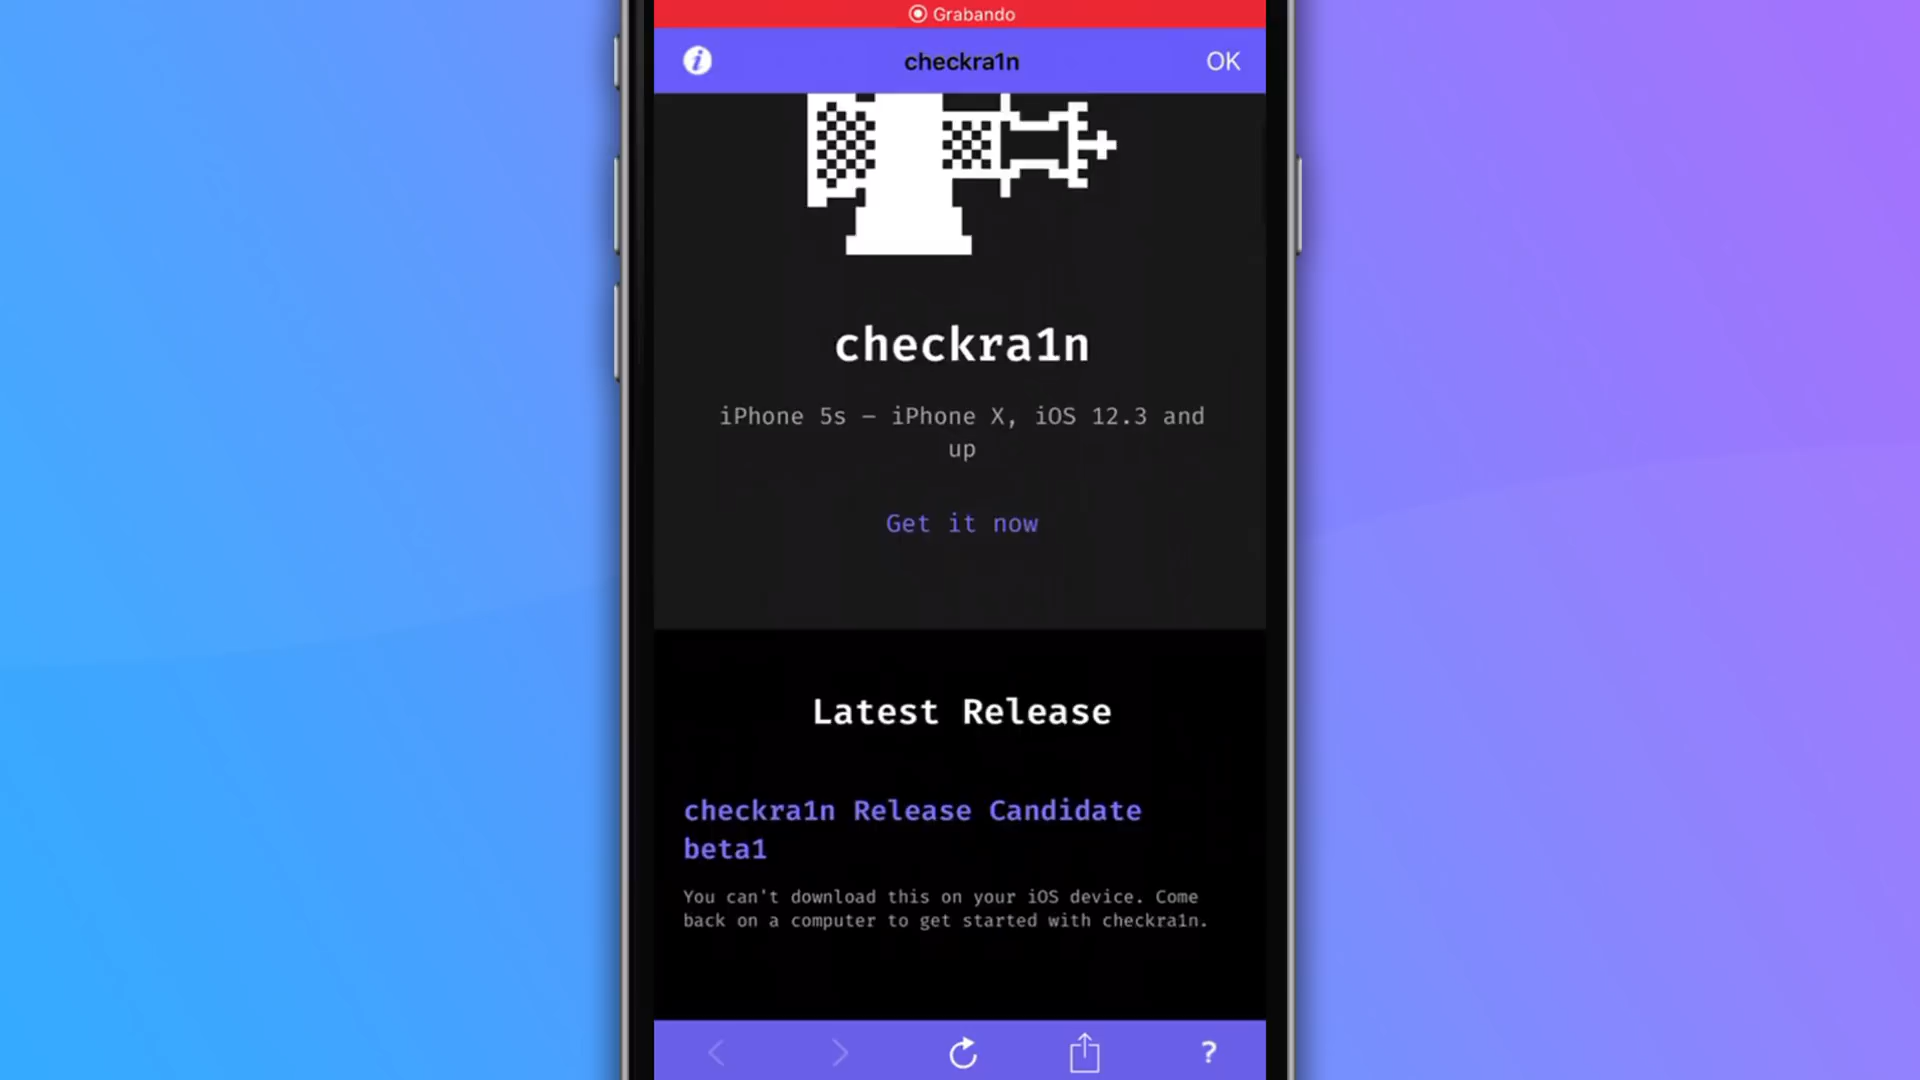 Grabando
checkra1n
OK
checkra1n
iPhone 5s – iPhone X, iOS 12.3 and
up
Get it now
Latest Release
checkra1n Release Candidate
beta1
You can't download this on your iOS device. Come
back on a computer to get started with checkra1n.
?